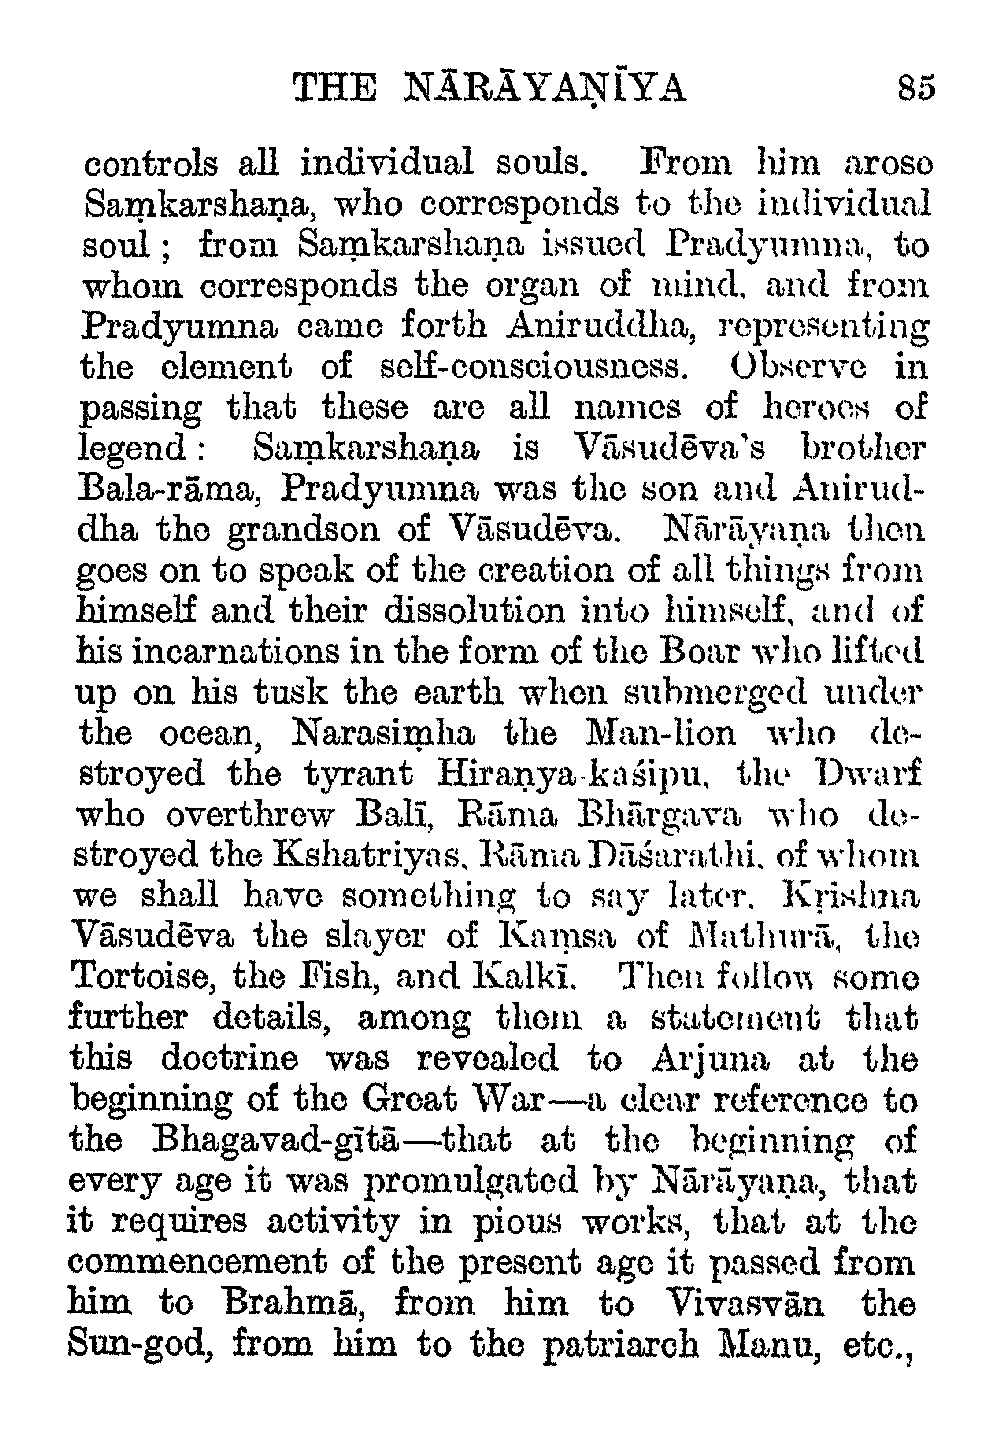 THE NĀRĀYAṆĪYA 85
controls all individual souls. From him arose
Saṃkarshaṇa, who corresponds to the individual
soul ; from Saṃkarshaṇa issued Pradyumna, to
whom corresponds the organ of mind, and from
Pradyumna came forth Aniruddha, representing
the element of self-consciousness. Observe in
passing that these are all names of heroes of
legend : Saṃkarshaṇa is Vāsudēva's brother
Bala-rāma, Pradyumna was the son and Anirud-
dha the grandson of Vāsudēva. Nārāyaṇa then
goes on to speak of the creation of all things from
himself and their dissolution into himself, and of
his incarnations in the form of the Boar who lifted
up on his tusk the earth when submerged under
the ocean, Narasiṃha the Man-lion who de-
stroyed the tyrant Hiraṇya-kaśipu, the Dwarf
who overthrew Balī, Rāma Bhārgava who de-
stroyed the Kshatriyas, Rāma Dāśarathi, of whom
we shall have something to say later, Kṛishna
Vāsudēva the slayer of Kaṃsa of Mathurā, the
Tortoise, the Fish, and Kalkī. Then follow some
further details, among them a statement that
this doctrine was revealed to Arjuna at the
beginning of the Great War—a clear reference to
the Bhagavad-gītā—that at the beginning of
every age it was promulgated by Nārāyaṇa, that
it requires activity in pious works, that at the
commencement of the present age it passed from
him to Brahmā, from him to Vivasvān the
Sun-god, from him to the patriarch Manu, etc.,